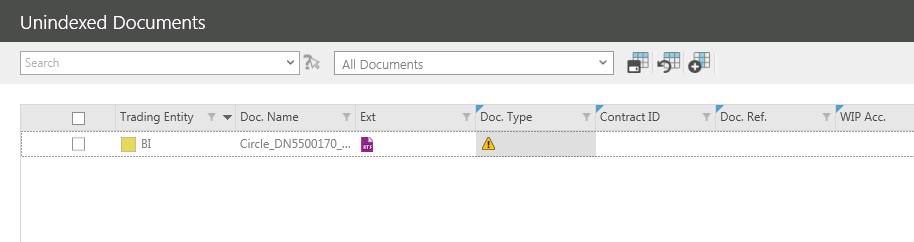 Unindexed Documents
Search
All Documents
Trading Entity Doc. Name Ext Doc. Type Contract ID Doc. Ref. WIP Acc.
BI Circle_DN5500170_... RTF